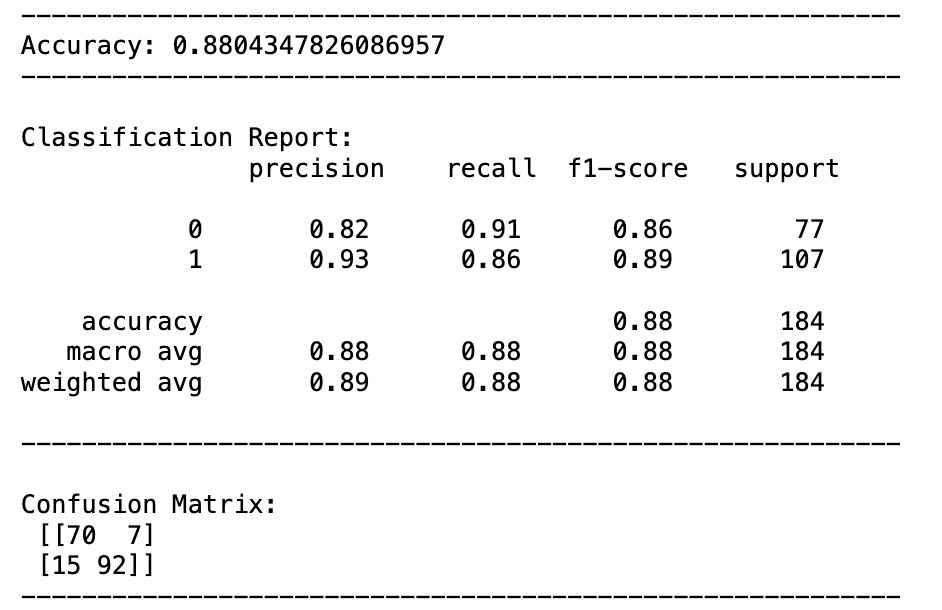 ----------------------------------------------------------
Accuracy: 0.8804347826086957
----------------------------------------------------------
Classification Report:
               precision    recall  f1-score   support
           0       0.82      0.91      0.86        77
           1       0.93      0.86      0.89       107
    accuracy                           0.88       184
   macro avg       0.88      0.88      0.88       184
weighted avg       0.89      0.88      0.88       184
----------------------------------------------------------
Confusion Matrix:
 [[70  7]
 [15 92]]
----------------------------------------------------------